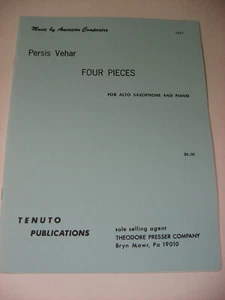 Music by American Composers
Persis Vehar
FOUR PIECES
FOR ALTO SAXOPHONE AND PIANO
TENUTO
PUBLICATIONS
sole selling agent
THEODORE PRESSER COMPANY
Bryn Mawr, Pa 19010